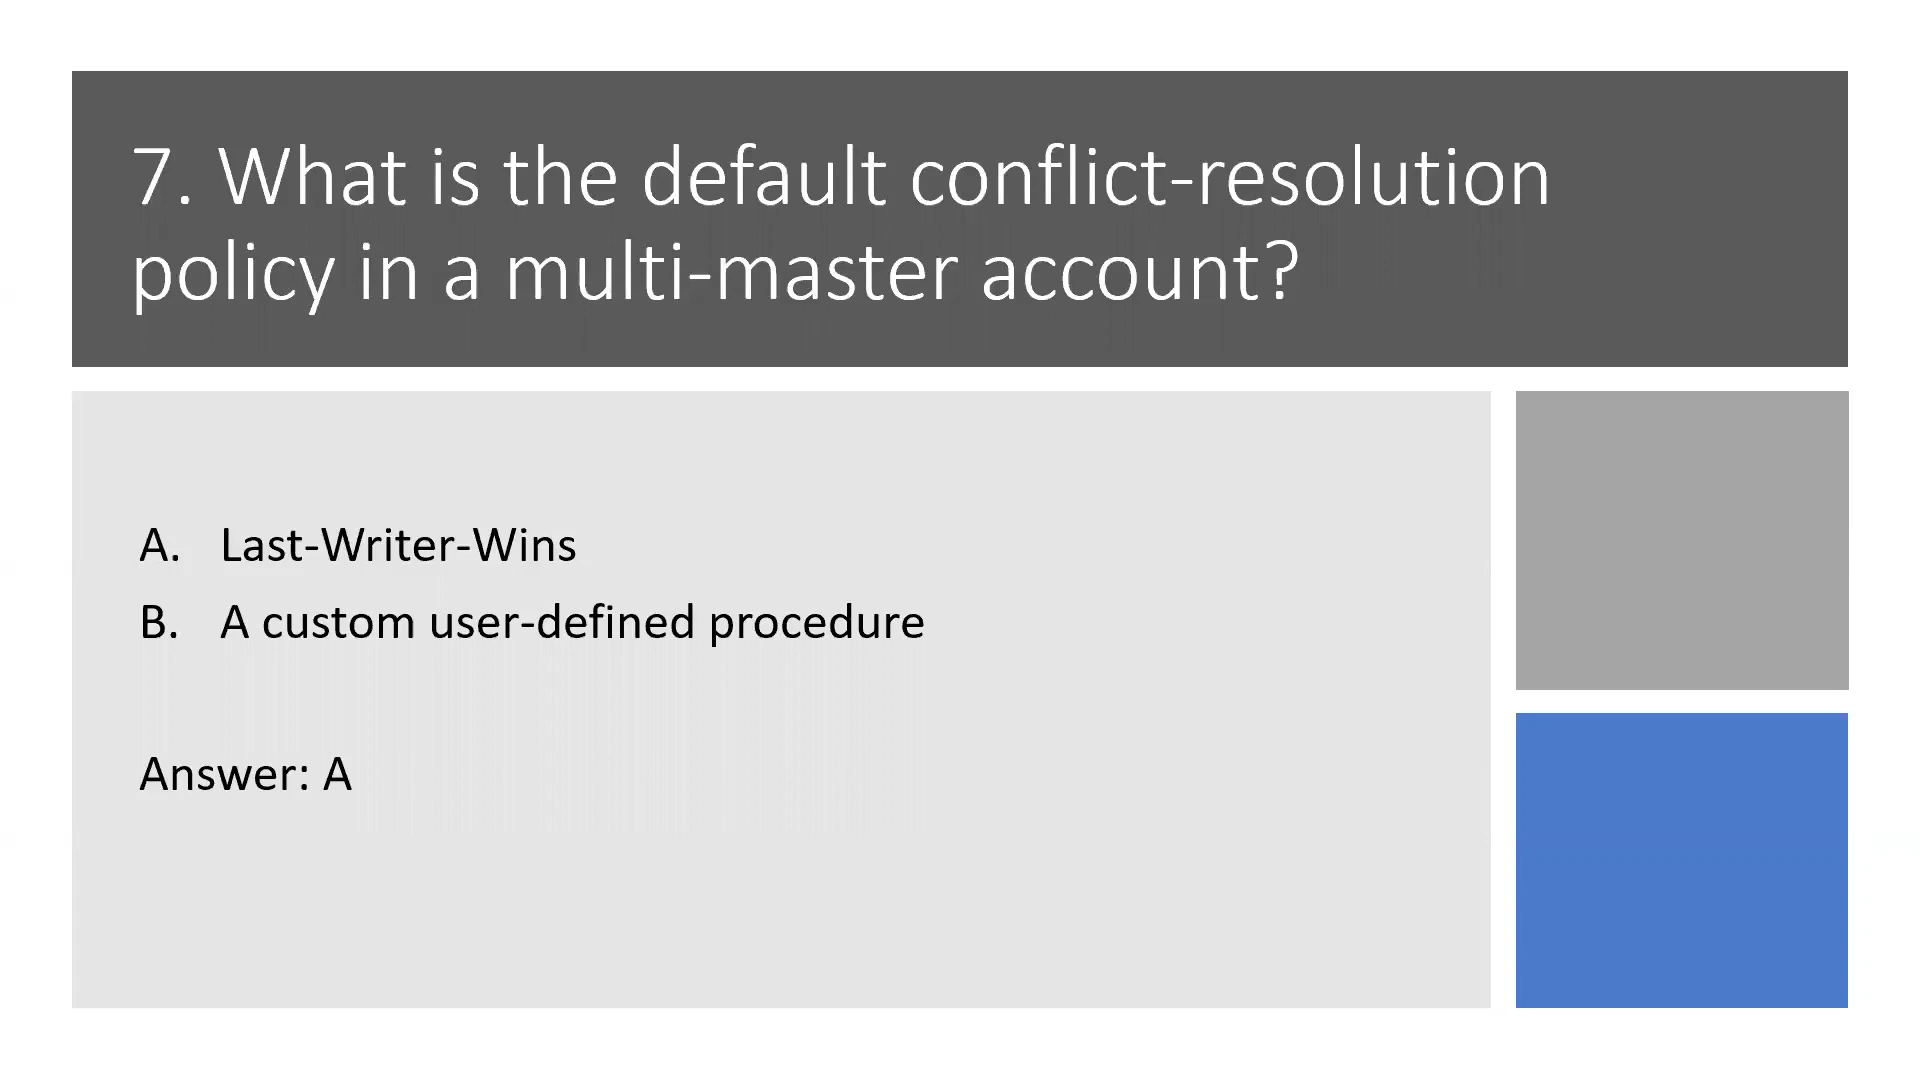 7. What is the default conflict-resolution
policy in a multi-master account?
A. Last-Writer-Wins
B. A custom user-defined procedure
Answer: A